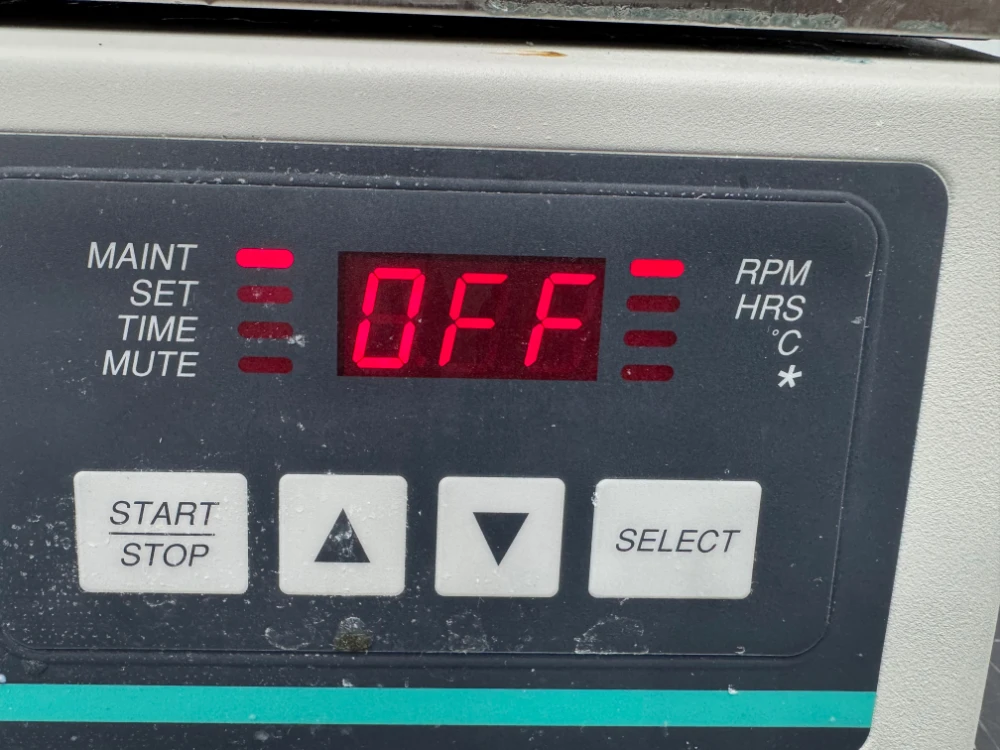 MAINT
SET
TIME
MUTE
OFF
RPM
HRS
°C
*
START
STOP
▲
▼
SELECT